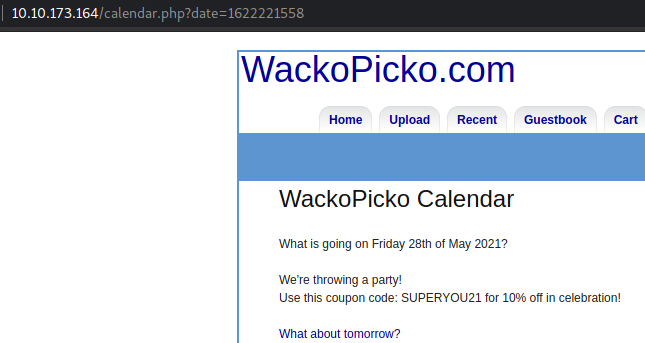 10.10.173.164/calendar.php?date=1622221558
WackoPicko.com
Home Upload Recent Guestbook Cart
WackoPicko Calendar
What is going on Friday 28th of May 2021?
We're throwing a party!
Use this coupon code: SUPERYOU21 for 10% off in celebration!
What about tomorrow?